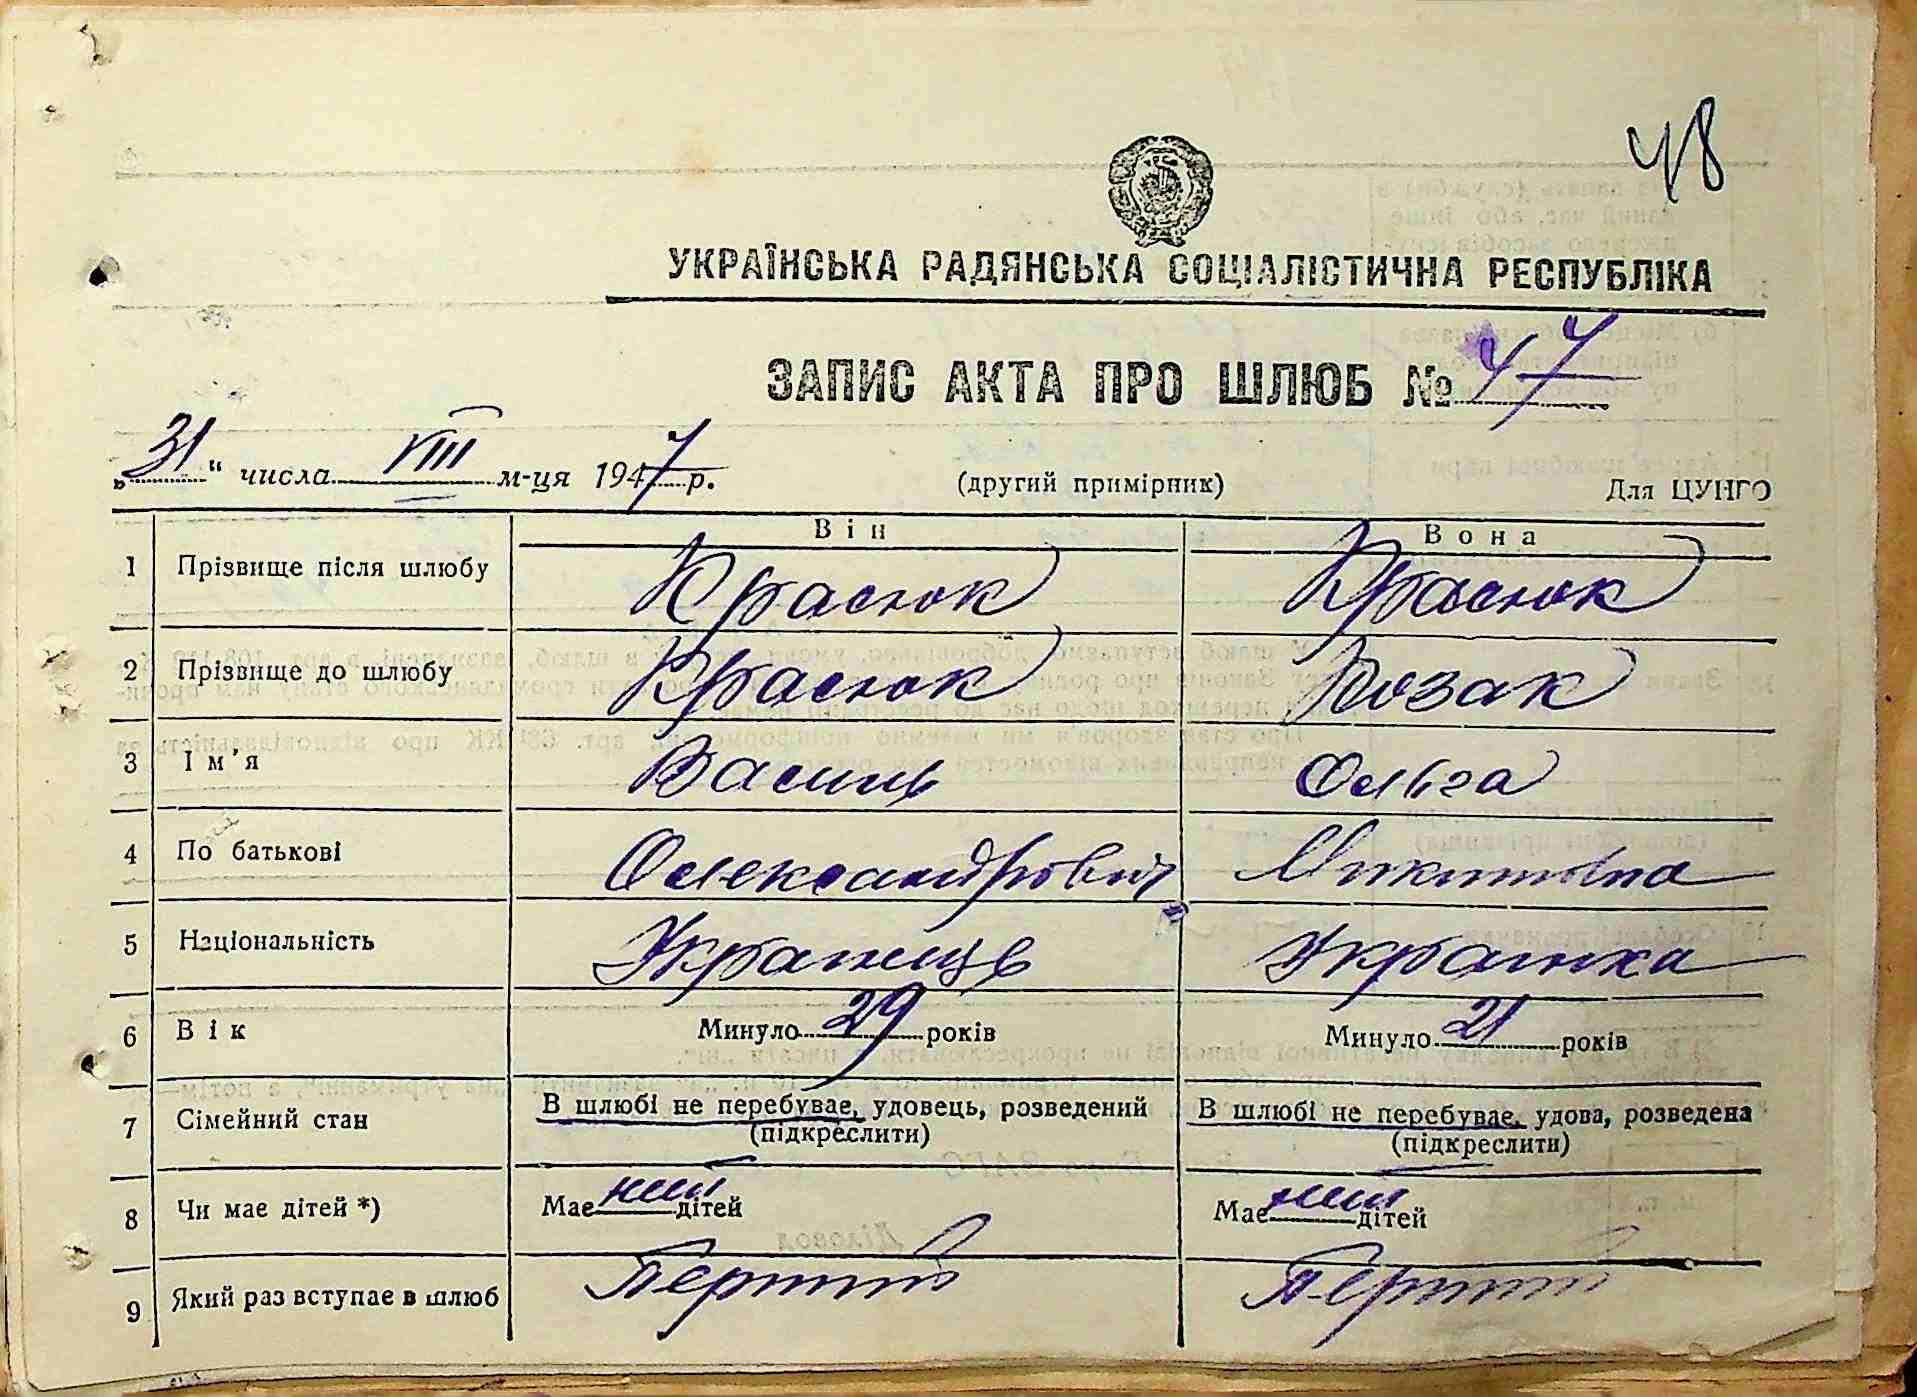 48
УКРАЇНСЬКА РАДЯНСЬКА СОЦІАЛІСТИЧНА РЕСПУБЛІКА
ЗАПИС АКТА ПРО ШЛЮБ № 47
„31" числа VIII м-ця 1947 р. (другий примірник) Для ЦУНГО
Він Вона
1 Прізвище після шлюбу Красюк Красюк
2 Прізвище до шлюбу Красюк Козак
3 Ім'я Василь Ольга
4 По батькові Олександрович Микитівна
5 Національність Українець Українка
6 Вік Минуло 29 років Минуло 21 років
7 Сімейний стан В шлюбі не перебуває, удовець, розведений В шлюбі не перебуває, удова, розведена
(підкреслити) (підкреслити)
8 Чи має дітей *) Має дітей Має дітей
9 Який раз вступає в шлюб Перший Перший